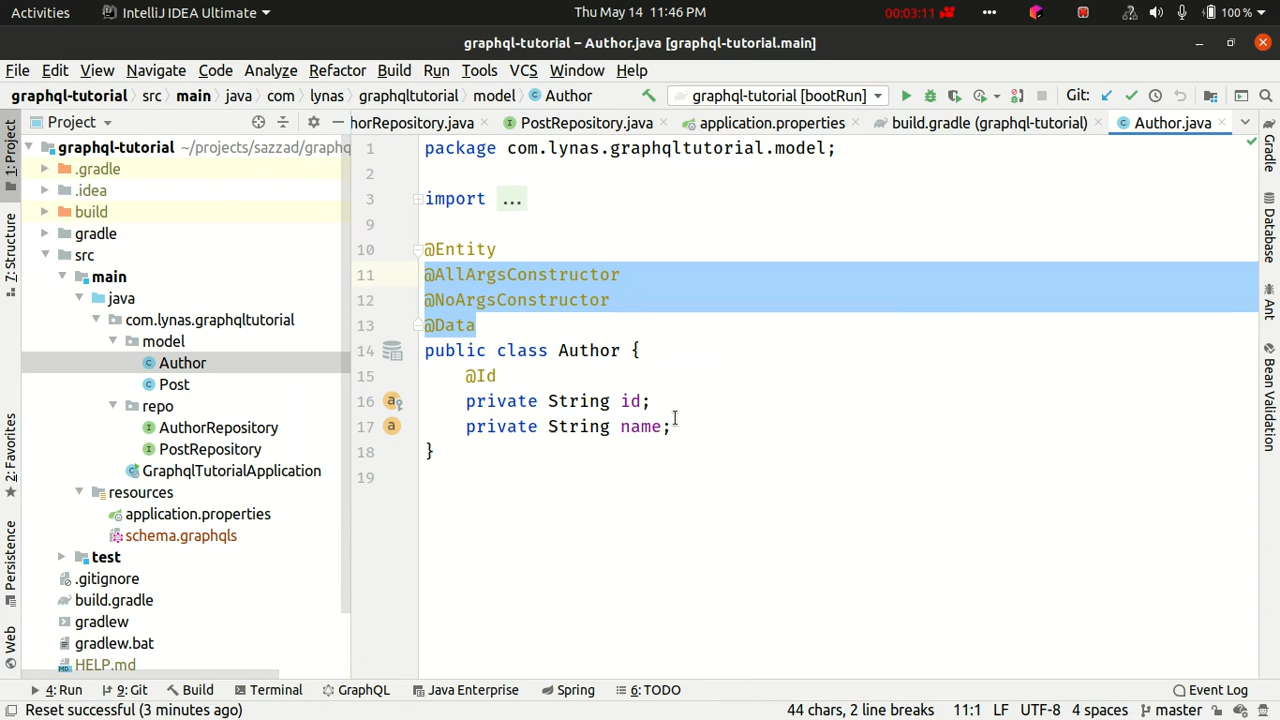 Activities IntelliJ IDEA Ultimate Thu May 14 11:46 PM 00:03:11 100 %
graphql-tutorial – Author.java [graphql-tutorial.main]
File Edit View Navigate Code Analyze Refactor Build Run Tools VCS Window Help
graphql-tutorial src main java com lynas graphqltutorial model Author graphql-tutorial [bootRun] Git:
Project horRepository.java PostRepository.java application.properties build.gradle (graphql-tutorial) Author.java
1: Project
7: Structure
2: Favorites
Persistence
Web
graphql-tutorial ~/projects/sazzad/graphq
.gradle
.idea
build
gradle
src
main
java
com.lynas.graphqltutorial
model
Author
Post
repo
AuthorRepository
PostRepository
GraphqlTutorialApplication
resources
application.properties
schema.graphqls
test
.gitignore
build.gradle
gradlew
gradlew.bat
HELP.md
1 package com.lynas.graphqltutorial.model;
2
3 import ...
9
10 @Entity
11 @AllArgsConstructor
12 @NoArgsConstructor
13 @Data
14 public class Author {
15 @Id
16 private String id;
17 private String name;
18 }
19
Gradle
Database
Ant
Bean Validation
4: Run 9: Git Build Terminal GraphQL Java Enterprise Spring 6: TODO Event Log
Reset successful (3 minutes ago) 44 chars, 2 line breaks 11:1 LF UTF-8 4 spaces master